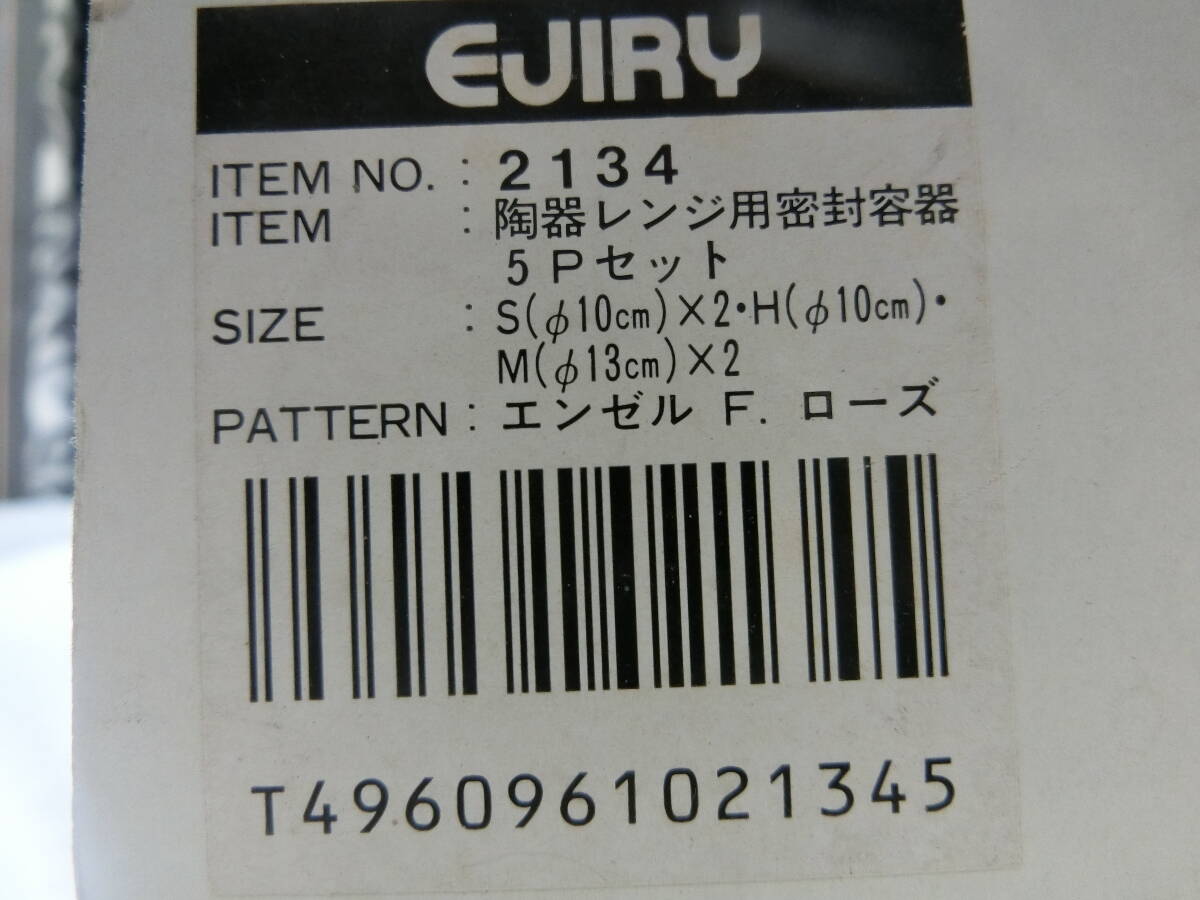 EJIRY
ITEM NO. : 2134
ITEM : 陶器レンジ用密封容器
5Pセット
SIZE : S(φ10cm)×2・H(φ10cm)・
M(φ13cm)×2
PATTERN : エンゼル F. ローズ
T4960961021345